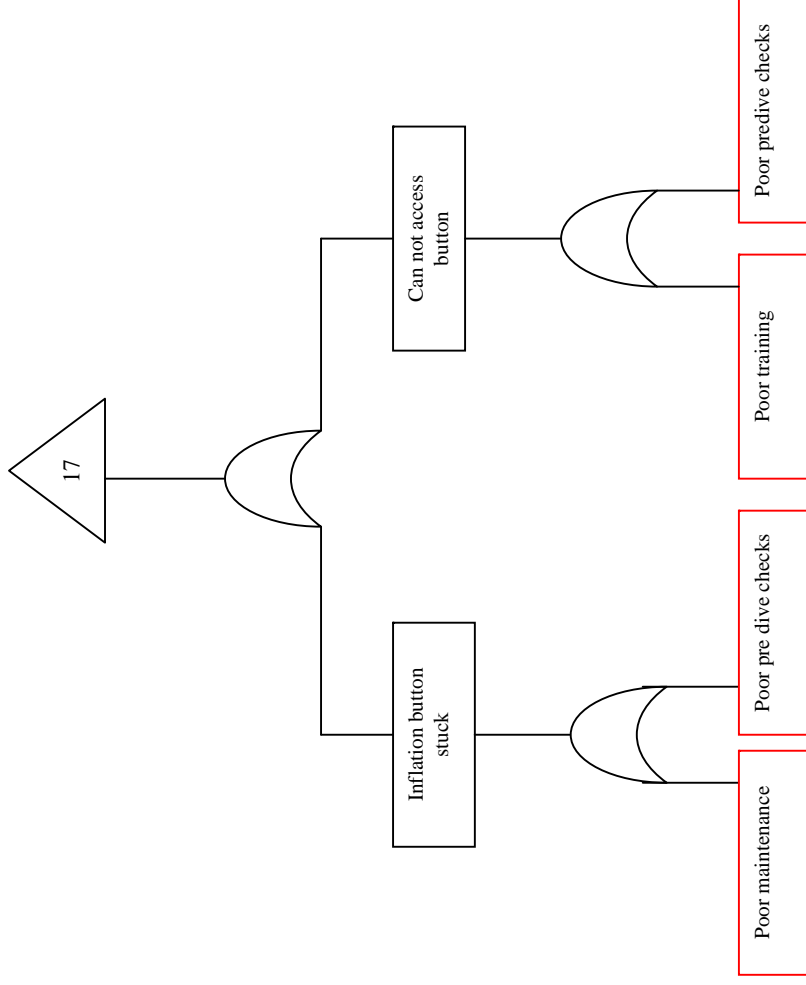 17
Inflation button
stuck
Can not access
button
Poor maintenance
Poor pre dive checks
Poor training
Poor predive checks